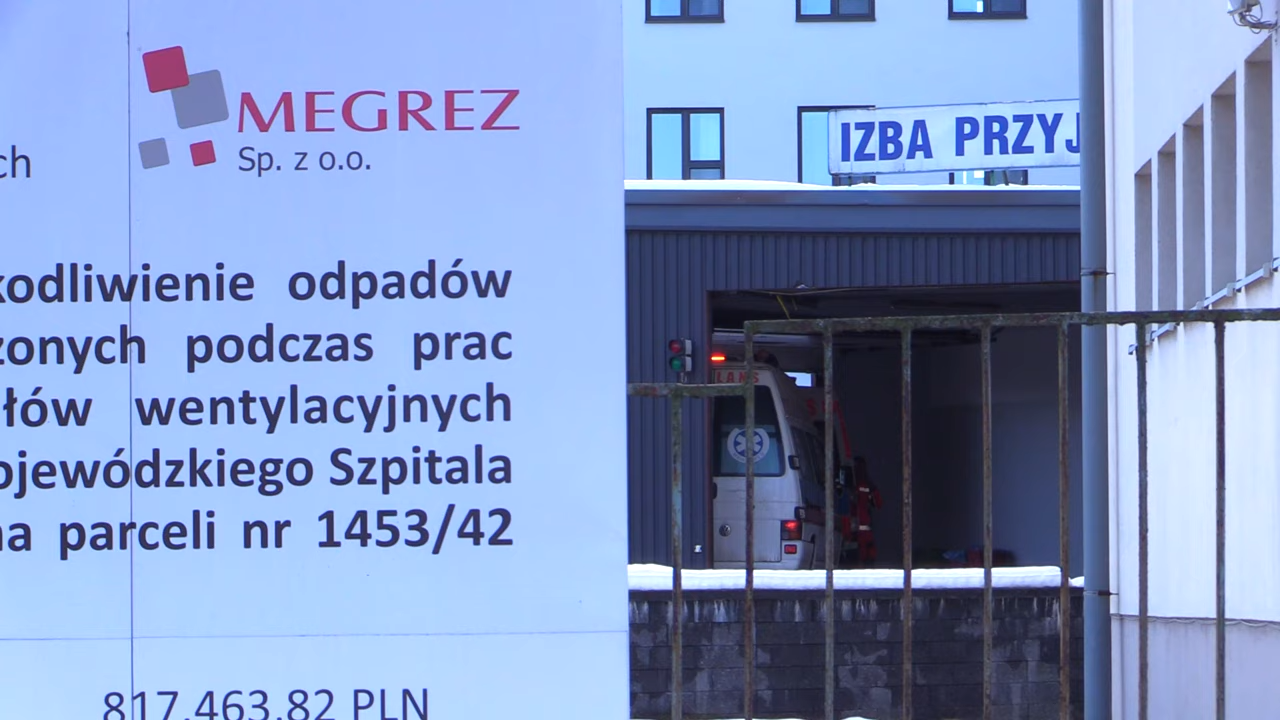 MEGREZ
Sp. z o.o.
ch
kodliwienie odpadów
zonych podczas prac
łów wentylacyjnych
ojewódzkiego Szpitala
na parceli nr 1453/42
817.463,82 PLN
IZBA PRZYJ